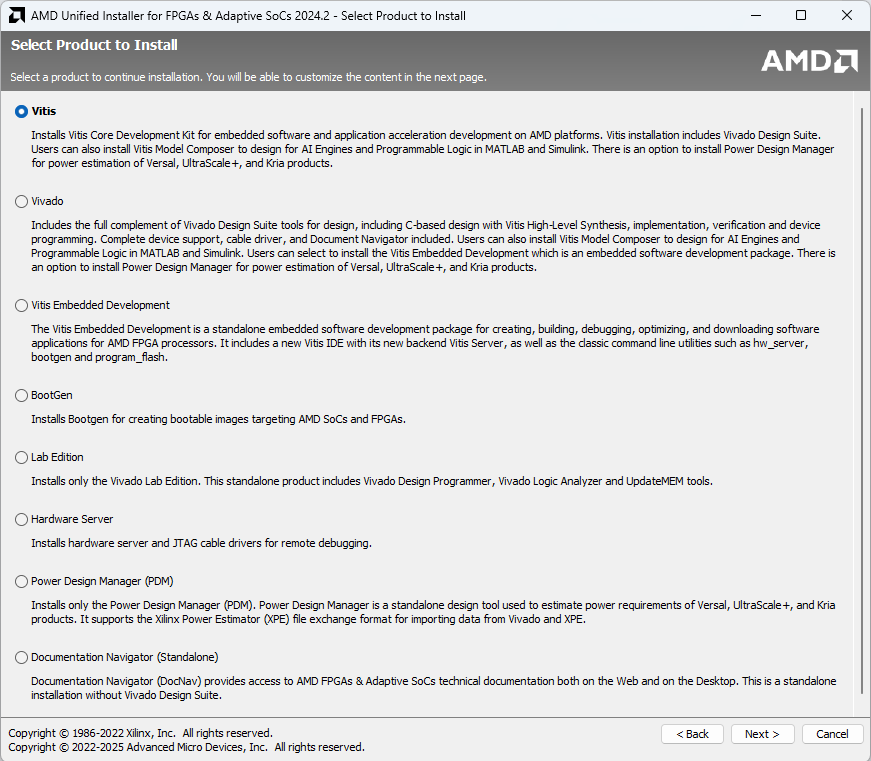 AMD Unified Installer for FPGAs & Adaptive SoCs 2024.2 - Select Product to Install
Select Product to Install
Select a product to continue installation. You will be able to customize the content in the next page.
AMD
Vitis
Installs Vitis Core Development Kit for embedded software and application acceleration development on AMD platforms. Vitis installation includes Vivado Design Suite.
Users can also install Vitis Model Composer to design for AI Engines and Programmable Logic in MATLAB and Simulink. There is an option to install Power Design Manager
for power estimation of Versal, UltraScale+, and Kria products.
Vivado
Includes the full complement of Vivado Design Suite tools for design, including C-based design with Vitis High-Level Synthesis, implementation, verification and device
programming. Complete device support, cable driver, and Document Navigator included. Users can also install Vitis Model Composer to design for AI Engines and
Programmable Logic in MATLAB and Simulink. Users can select to install the Vitis Embedded Development which is an embedded software development package. There is
an option to install Power Design Manager for power estimation of Versal, UltraScale+, and Kria products.
Vitis Embedded Development
The Vitis Embedded Development is a standalone embedded software development package for creating, building, debugging, optimizing, and downloading software
applications for AMD FPGA processors. It includes a new Vitis IDE with its new backend Vitis Server, as well as the classic command line utilities such as hw_server,
bootgen and program_flash.
BootGen
Installs Bootgen for creating bootable images targeting AMD SoCs and FPGAs.
Lab Edition
Installs only the Vivado Lab Edition. This standalone product includes Vivado Design Programmer, Vivado Logic Analyzer and UpdateMEM tools.
Hardware Server
Installs hardware server and JTAG cable drivers for remote debugging.
Power Design Manager (PDM)
Installs only the Power Design Manager (PDM). Power Design Manager is a standalone design tool used to estimate power requirements of Versal, UltraScale+, and Kria
products. It supports the Xilinx Power Estimator (XPE) file exchange format for importing data from Vivado and XPE.
Documentation Navigator (Standalone)
Documentation Navigator (DocNav) provides access to AMD FPGAs & Adaptive SoCs technical documentation both on the Web and on the Desktop. This is a standalone
installation without Vivado Design Suite.
Copyright © 1986-2022 Xilinx, Inc. All rights reserved.
Copyright © 2022-2025 Advanced Micro Devices, Inc. All rights reserved.
< Back
Next >
Cancel